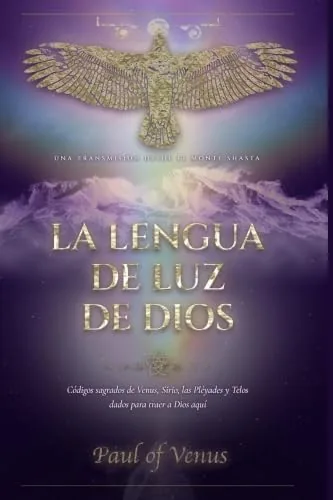 UNA TRANSMISIÓN DESDE EL MONTE SHASTA
LA LENGUA
DE LUZ
DE DIOS
Códigos sagrados de Venus, Sirio, las Pléyades y Telos
dados para traer a Dios aquí
Paul of Venus